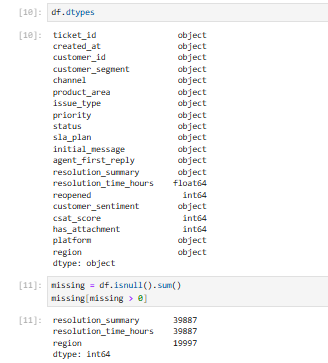 [10]: df.dtypes
[10]: ticket_id object
created_at object
customer_id object
customer_segment object
channel object
product_area object
issue_type object
priority object
status object
sla_plan object
initial_message object
agent_first_reply object
resolution_summary object
resolution_time_hours float64
reopened int64
customer_sentiment object
csat_score int64
has_attachment int64
platform object
region object
dtype: object
[11]: missing = df.isnull().sum()
missing[missing > 0]
[11]: resolution_summary 39887
resolution_time_hours 39887
region 19997
dtype: int64